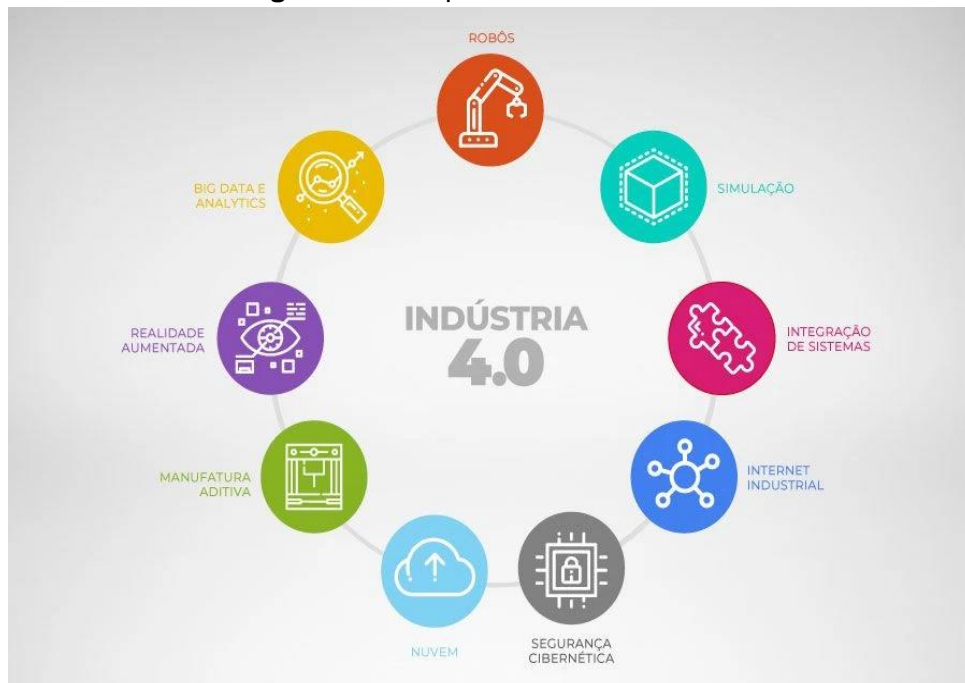 ROBÔS
SIMULAÇÃO
BIG DATA E
ANALYTICS
INTEGRAÇÃO
DE SISTEMAS
INDÚSTRIA
4.0
REALIDADE
AUMENTADA
INTERNET
INDUSTRIAL
MANUFATURA
ADITIVA
SEGURANÇA
CIBERNÉTICA
NUVEM